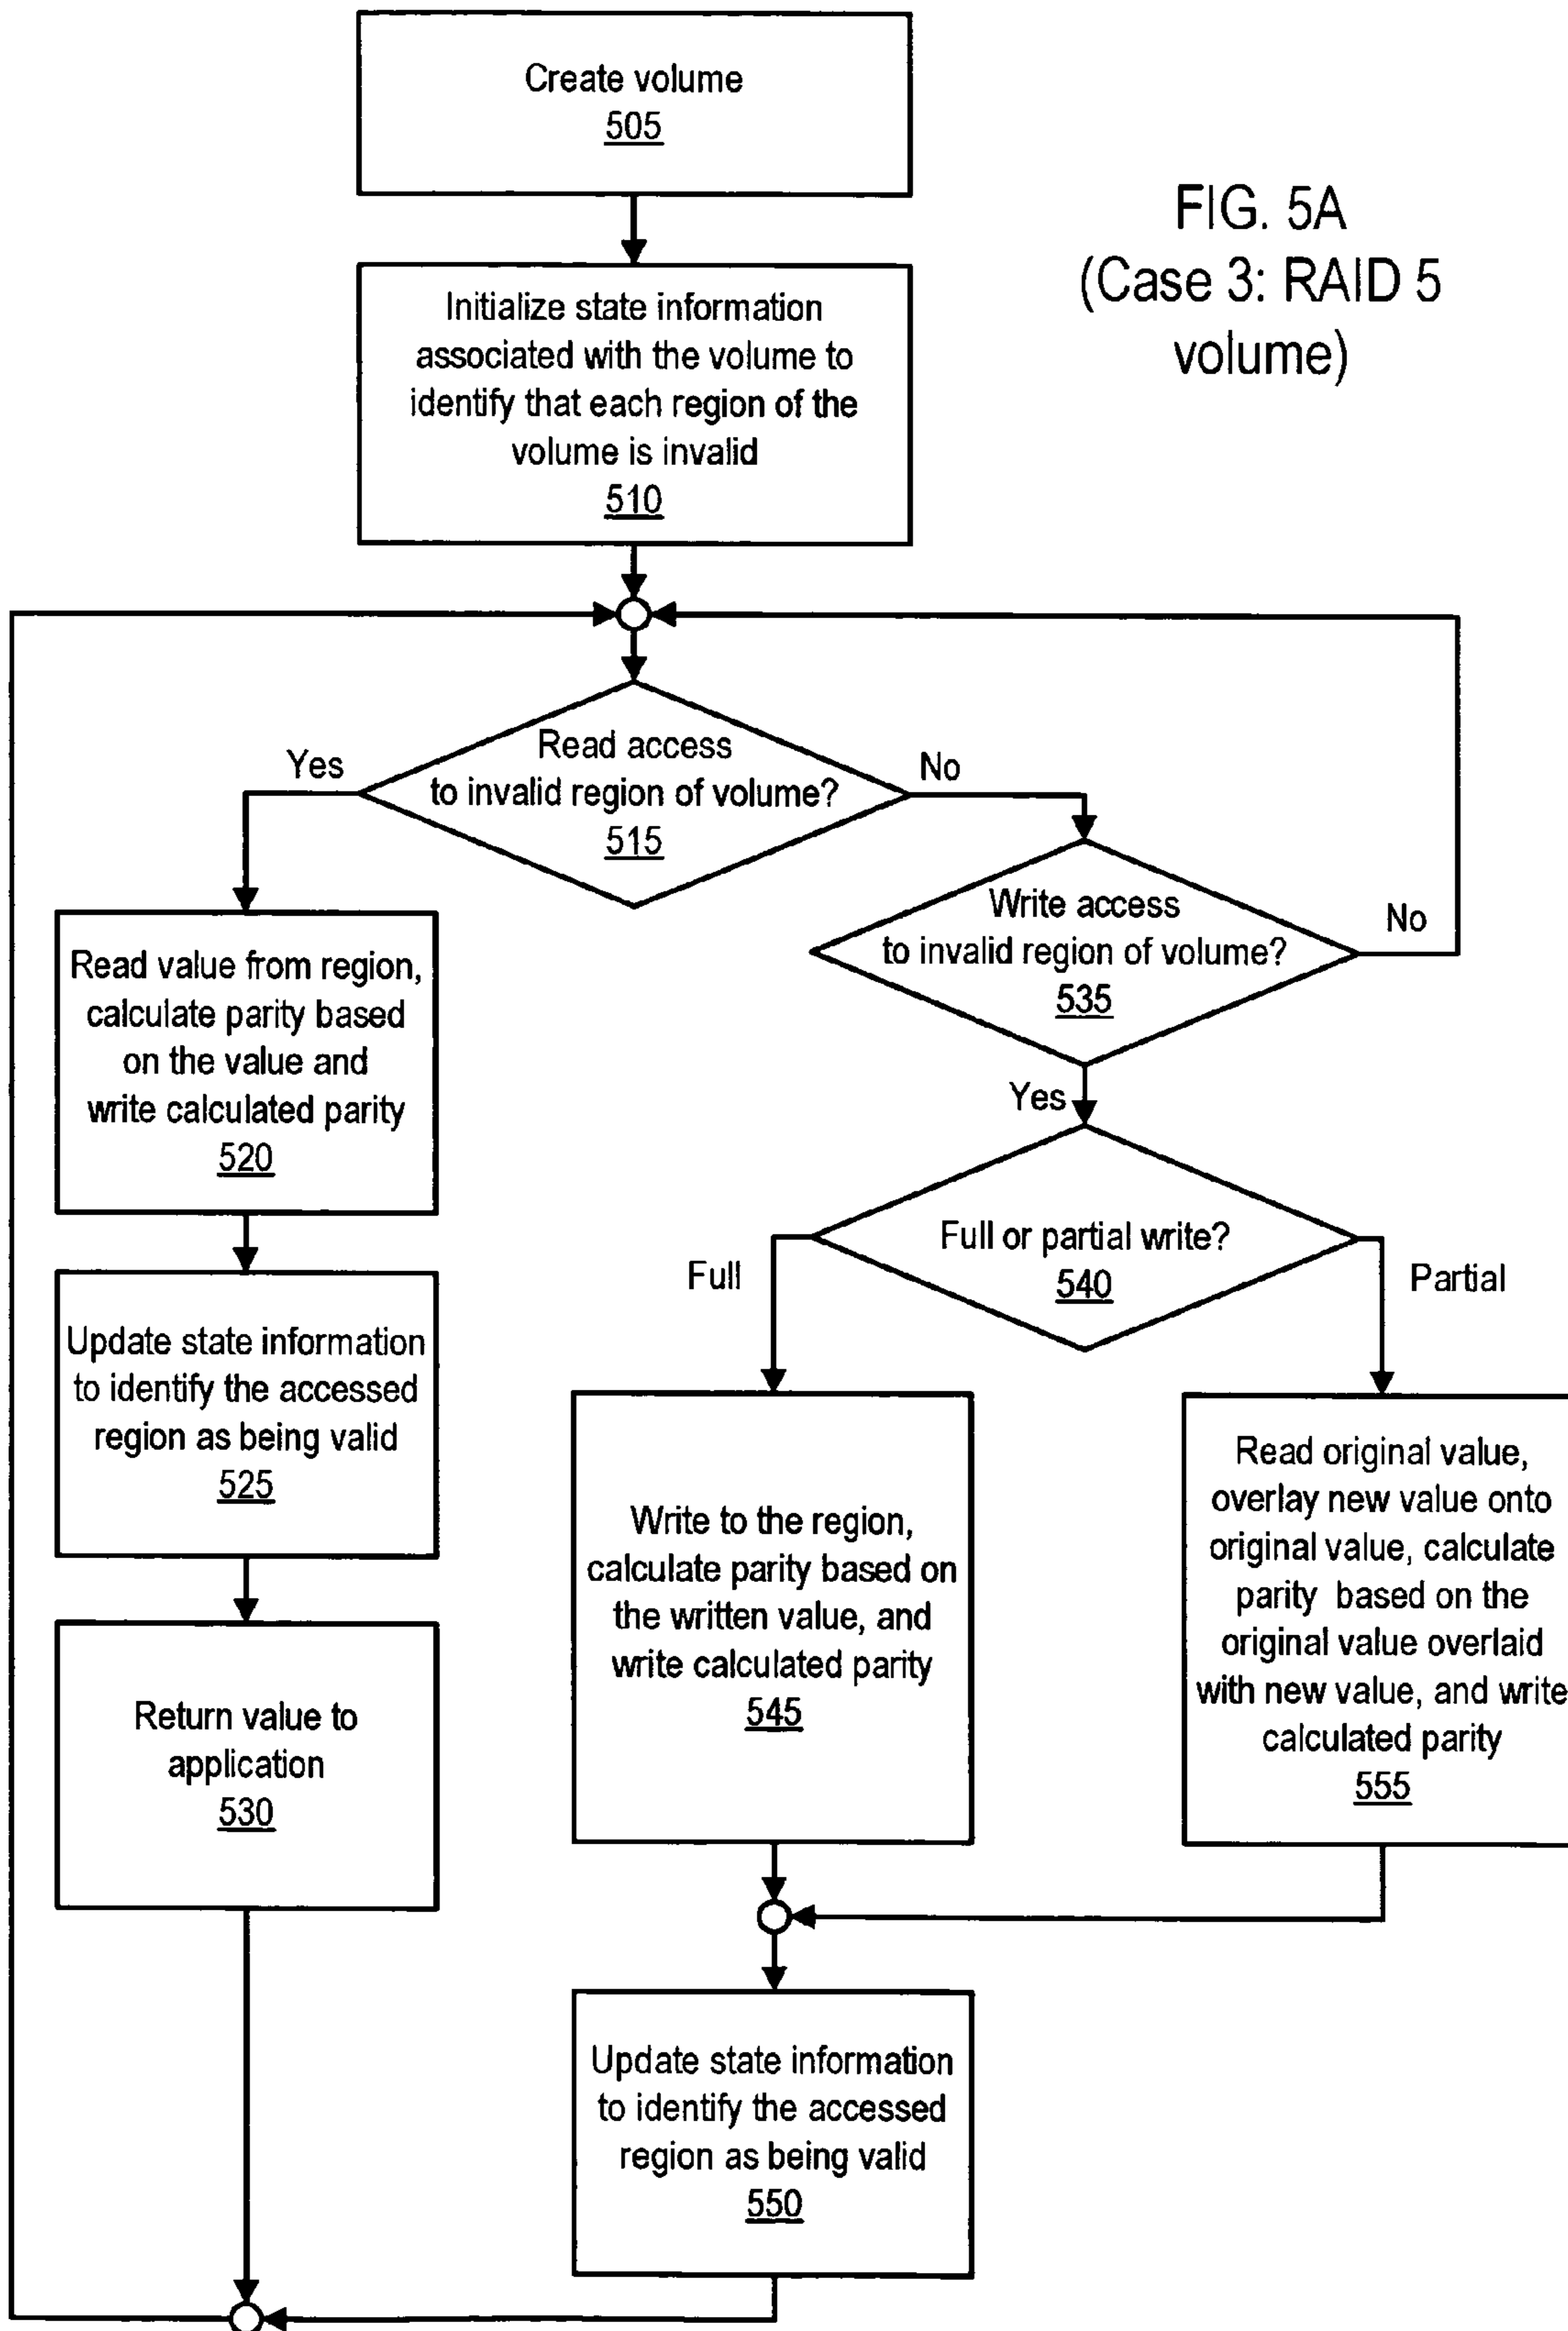 Create volume
505
FIG. 5A
(Case 3: RAID 5
volume)
Initialize state information
associated with the volume to
identify that each region of the
volume is invalid
510
Read access
to invalid region of volume?
515
Yes
No
Write access
to invalid region of volume?
535
No
Yes
Read value from region,
calculate parity based
on the value and
write calculated parity
520
Full or partial write?
540
Full
Partial
Update state information
to identify the accessed
region as being valid
525
Write to the region,
calculate parity based on
the written value, and
write calculated parity
545
Read original value,
overlay new value onto
original value, calculate
parity based on the
original value overlaid
with new value, and write
calculated parity
555
Return value to
application
530
Update state information
to identify the accessed
region as being valid
550